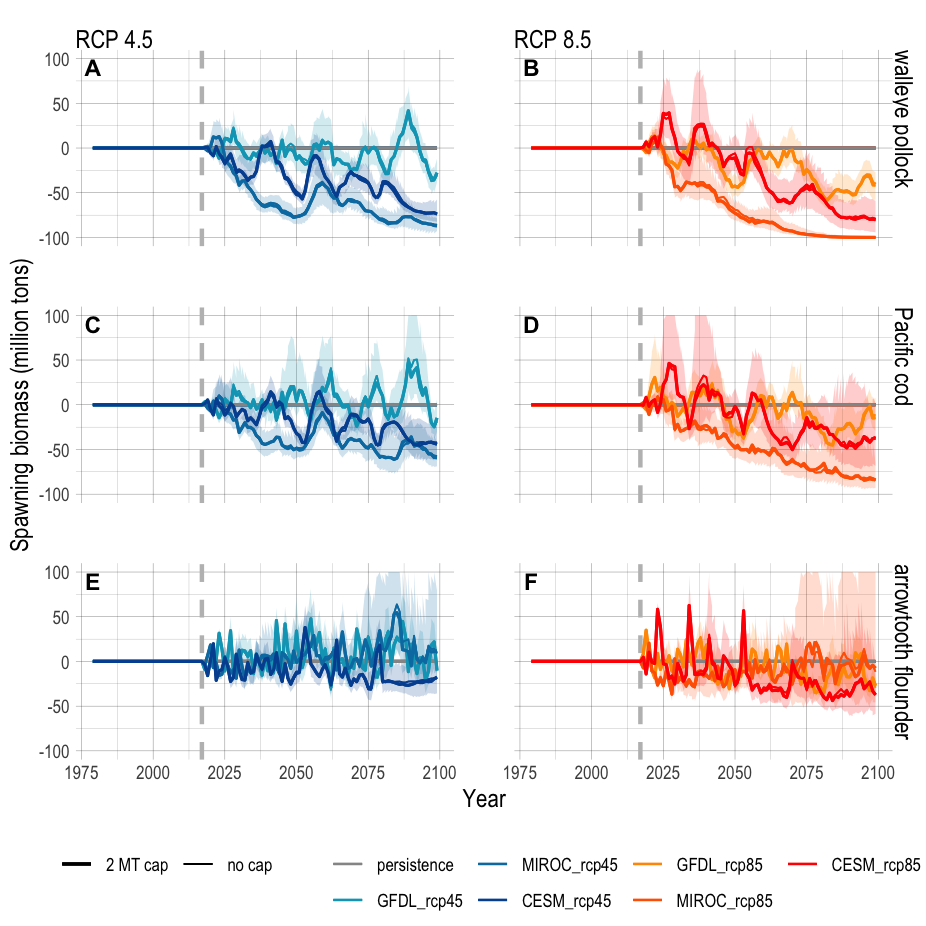 RCP 4.5 RCP 8.5
A B
100
50
0
-50
-100
walleye pollock
C D
100
50
0
-50
-100
Pacific cod
Spawning biomass (million tons)
E F
100
50
0
-50
-100
arrowtooth flounder
1975 2000 2025 2050 2075 2100 1975 2000 2025 2050 2075 2100
Year
2 MT cap no cap persistence MIROC_rcp45 GFDL_rcp85 CESM_rcp85
GFDL_rcp45 CESM_rcp45 MIROC_rcp85